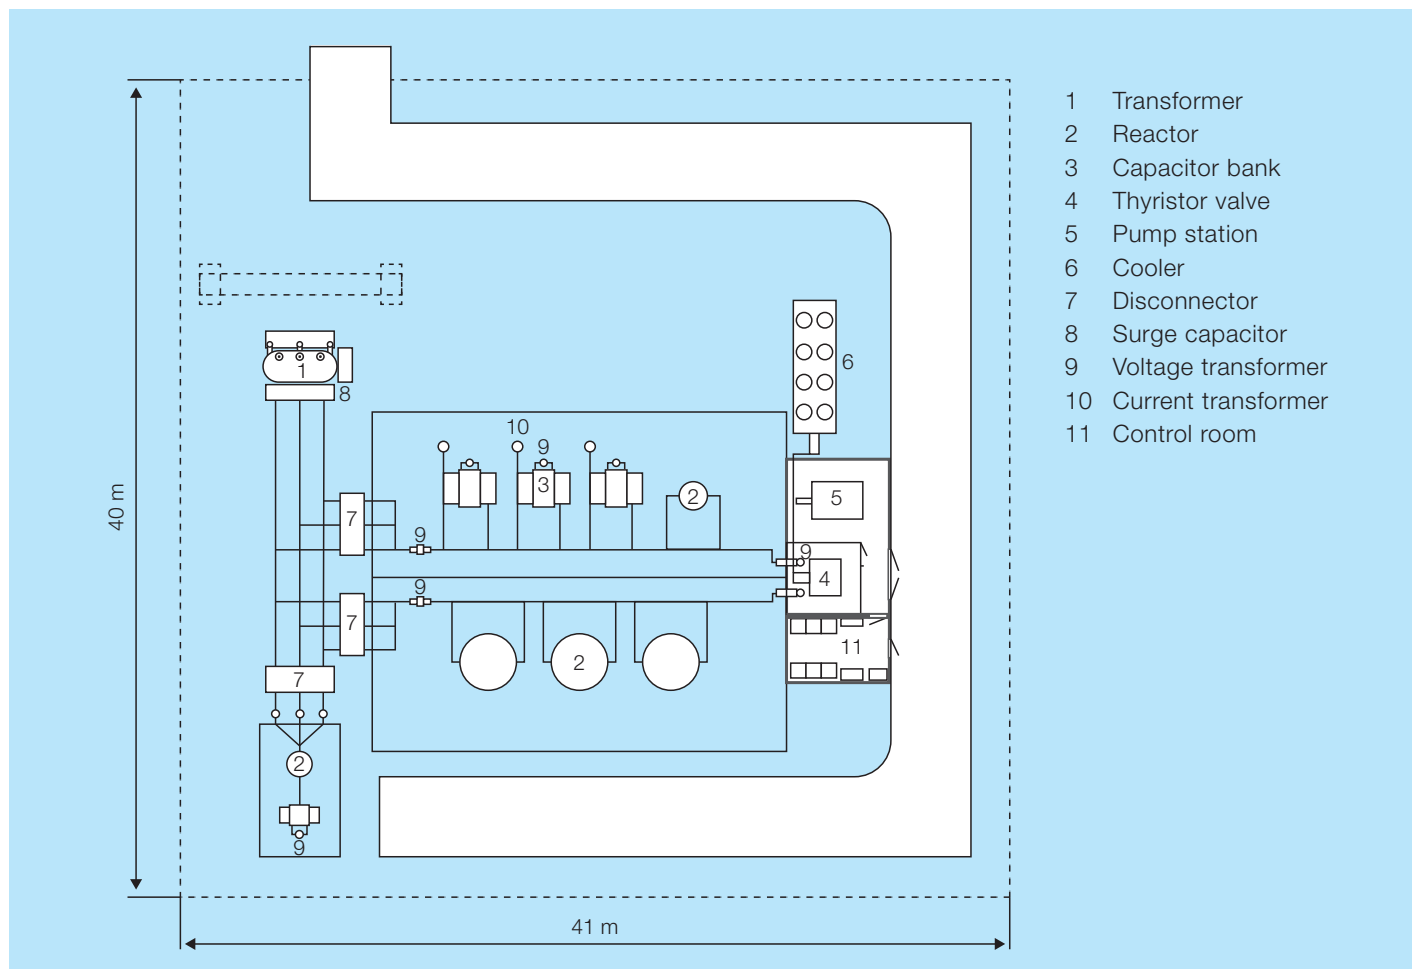 1 Transformer
2 Reactor
3 Capacitor bank
4 Thyristor valve
5 Pump station
6 Cooler
7 Disconnector
8 Surge capacitor
9 Voltage transformer
10 Current transformer
11 Control room
40 m
1
8
6
10
9
3
2
5
7
9
9
4
9
7
11
2
7
2
9
41 m